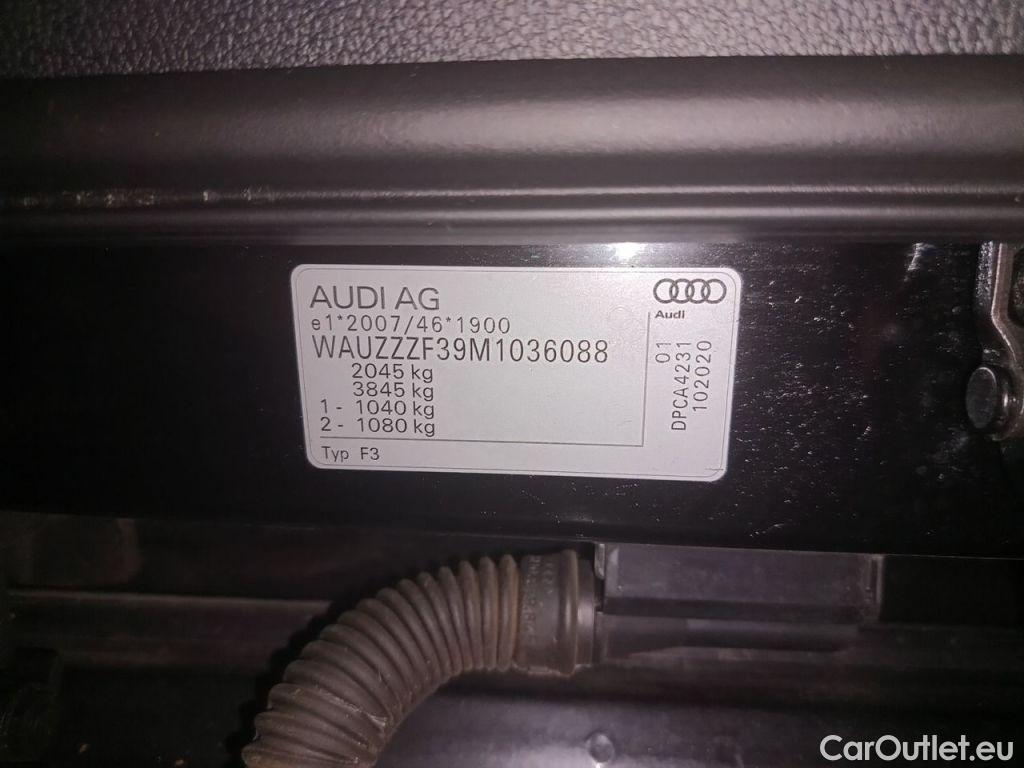 AUDI AG
e1*2007/46*1900
WAUZZZF39M1036088
2045 kg
3845 kg
1 - 1040 kg
2 - 1080 kg
Typ F3
Audi
01
DPCA4231
102020
CarOutlet.eu